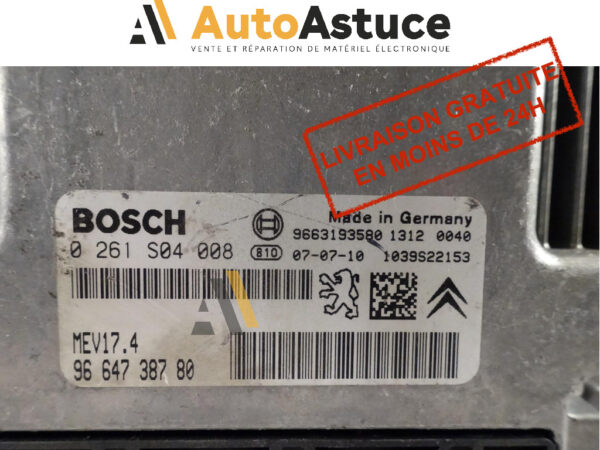 AutoAstuce
VENTE ET RÉPARATION DE MATÉRIEL ÉLECTRONIQUE
LIVRAISON GRATUITE
EN MOINS DE 24H
BOSCH
Made in Germany
9663193580 1312 0040
0 261 S04 008
810
07-07-10 1039S22153
MEV17.4
96 647 387 80